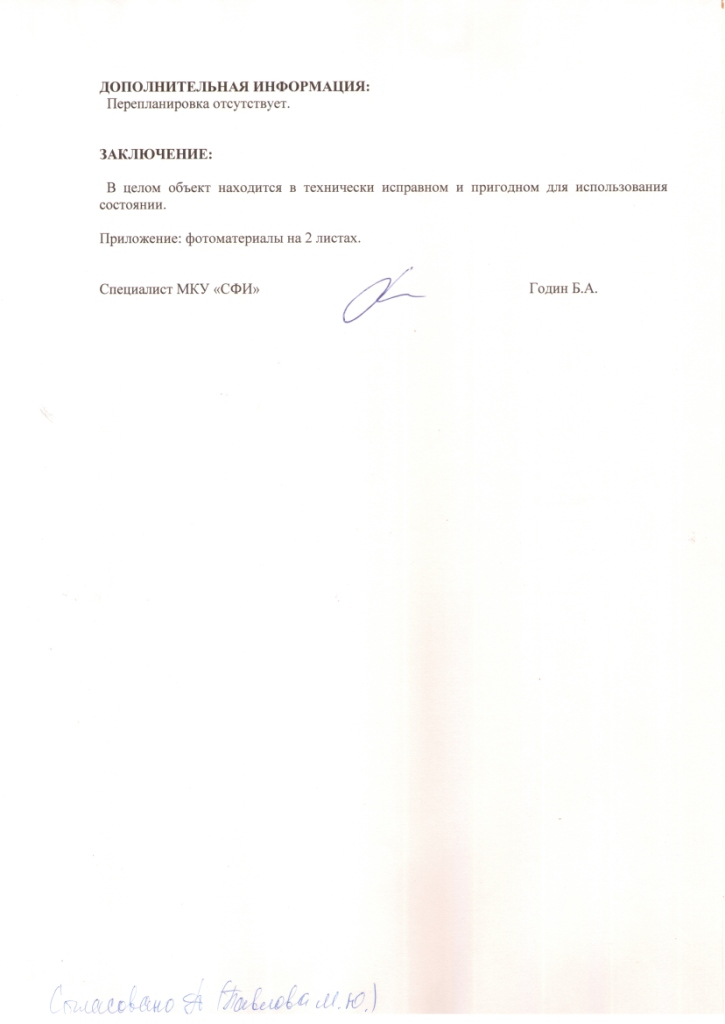 ДОПОЛНИТЕЛЬНАЯ ИНФОРМАЦИЯ:
Перепланировка отсутствует.
ЗАКЛЮЧЕНИЕ:
В целом объект находится в технически исправном и пригодном для использования
состоянии.
Приложение: фотоматериалы на 2 листах.
Специалист МКУ «СФИ» Годин Б.А.
Согласовано (Павлова М.Ю.)